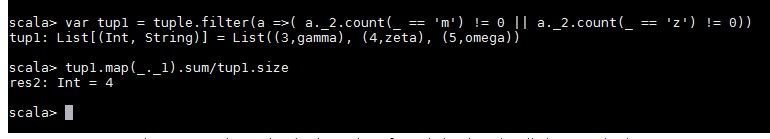 scala> var tup1 = tuple.filter(a =>( a._2.count(_ == 'm') != 0 || a._2.count(_ == 'z') != 0))
tup1: List[(Int, String)] = List((3,gamma), (4,zeta), (5,omega))
scala> tup1.map(_._1).sum/tup1.size
res2: Int = 4
scala>